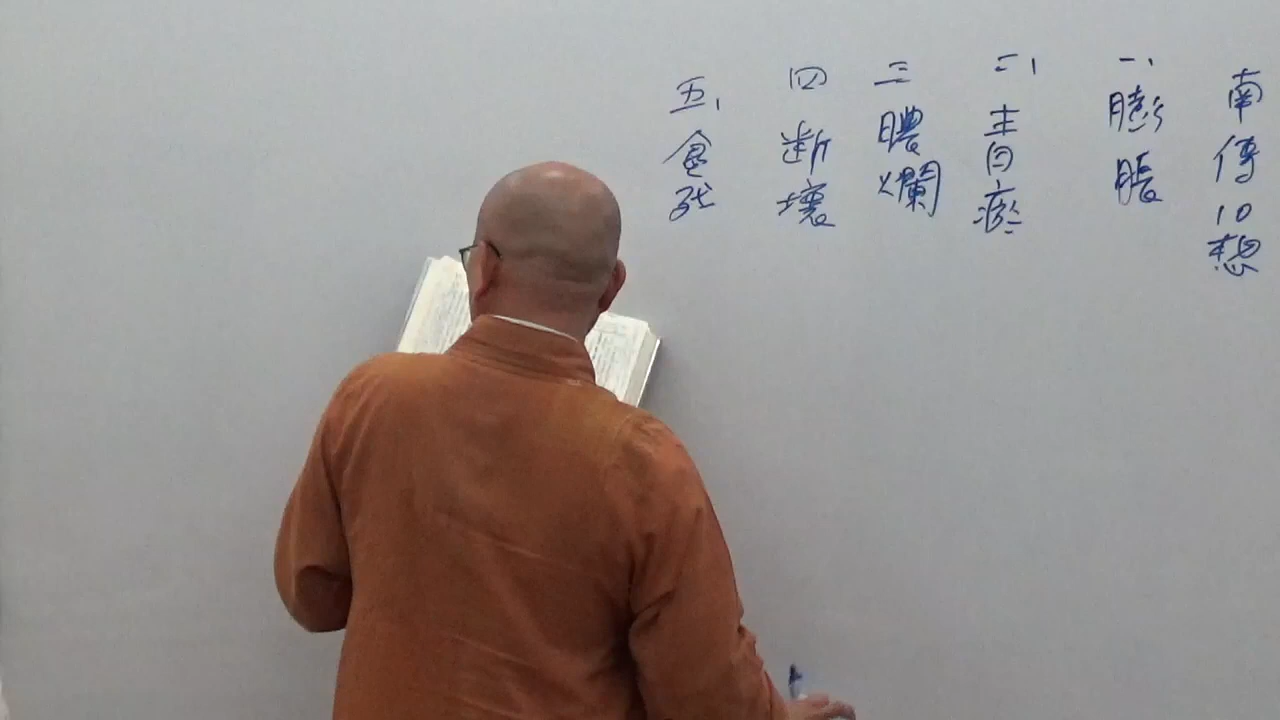 南傳10想
一、膨脹
二、青瘀
三膿爛
四斷壞
五、食殘